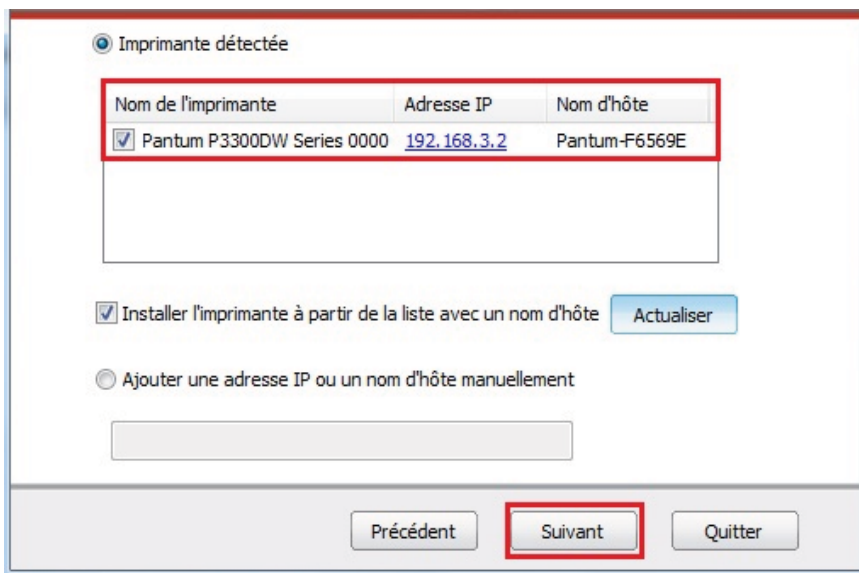 Imprimante détectée
Nom de l'imprimante Adresse IP Nom d'hôte
Pantum P3300DW Series 0000 192.168.3.2 Pantum-F6569E
Installer l'imprimante à partir de la liste avec un nom d'hôte Actualiser
Ajouter une adresse IP ou un nom d'hôte manuellement
Précédent Suivant Quitter